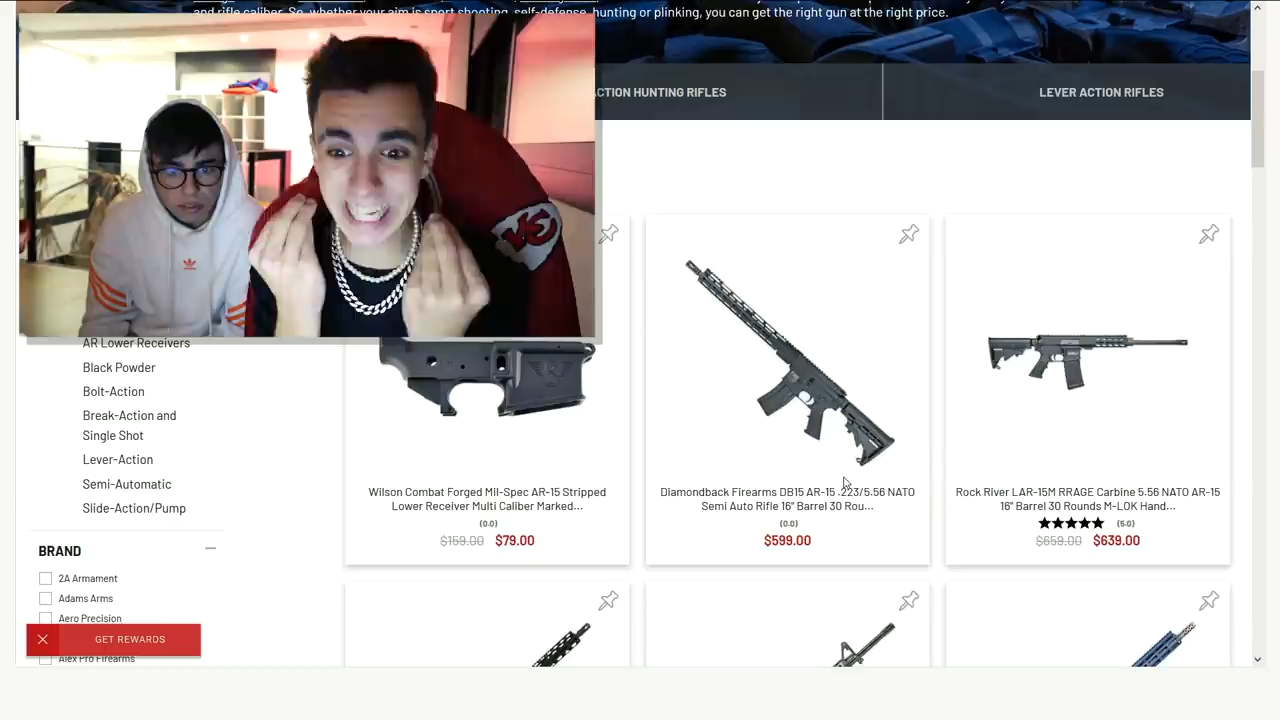 and rifle caliber. So, whether your aim is sport shooting, self-defense, hunting or plinking, you can get the right gun at the right price.
ACTION HUNTING RIFLES
LEVER ACTION RIFLES
AR Lower Receivers
Black Powder
Bolt-Action
Break-Action and
Single Shot
Lever-Action
Semi-Automatic
Slide-Action/Pump
BRAND
2A Armament
Adams Arms
Aero Precision
Alex Pro Firearms
GET REWARDS
Wilson Combat Forged Mil-Spec AR-15 Stripped
Lower Receiver Multi Caliber Marked...
(0.0)
$159.00 $79.00
Diamondback Firearms DB15 AR-15 .223/5.56 NATO
Semi Auto Rifle 16" Barrel 30 Rou...
(0.0)
$599.00
Rock River LAR-15M RRAGE Carbine 5.56 NATO AR-15
16" Barrel 30 Rounds M-LOK Hand...
(5.0)
$659.00 $639.00